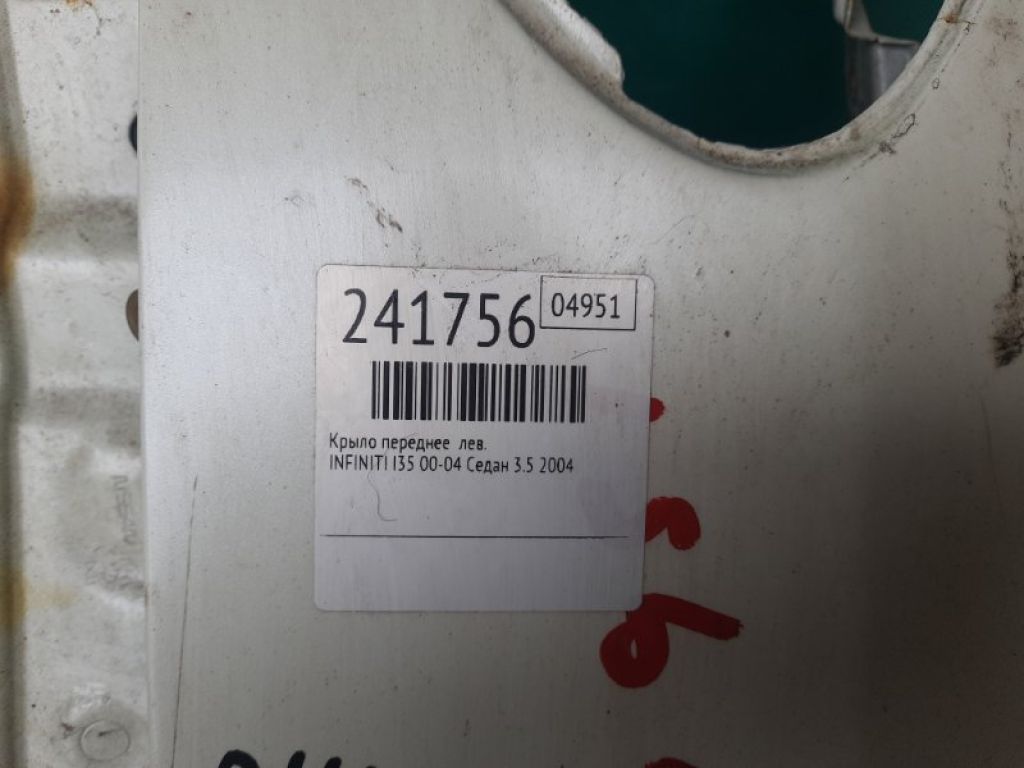 241756
04951
Крыло переднее лев.
INFINITI I35 00-04 Седан 3.5 2004